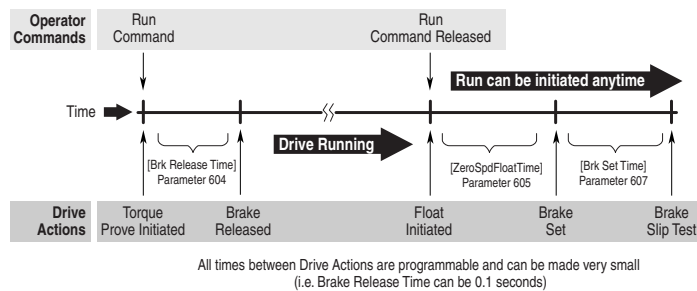 Operator
Commands
Run
Command
Run
Command Released
Run can be initiated anytime
Time
Drive Running
[Brk Release Time]
Parameter 604
[ZeroSpdFloatTime]
Parameter 605
[Brk Set Time]
Parameter 607
Drive
Actions
Torque
Prove Initiated
Brake
Released
Float
Initiated
Brake
Set
Brake
Slip Test
All times between Drive Actions are programmable and can be made very small
(i.e. Brake Release Time can be 0.1 seconds)